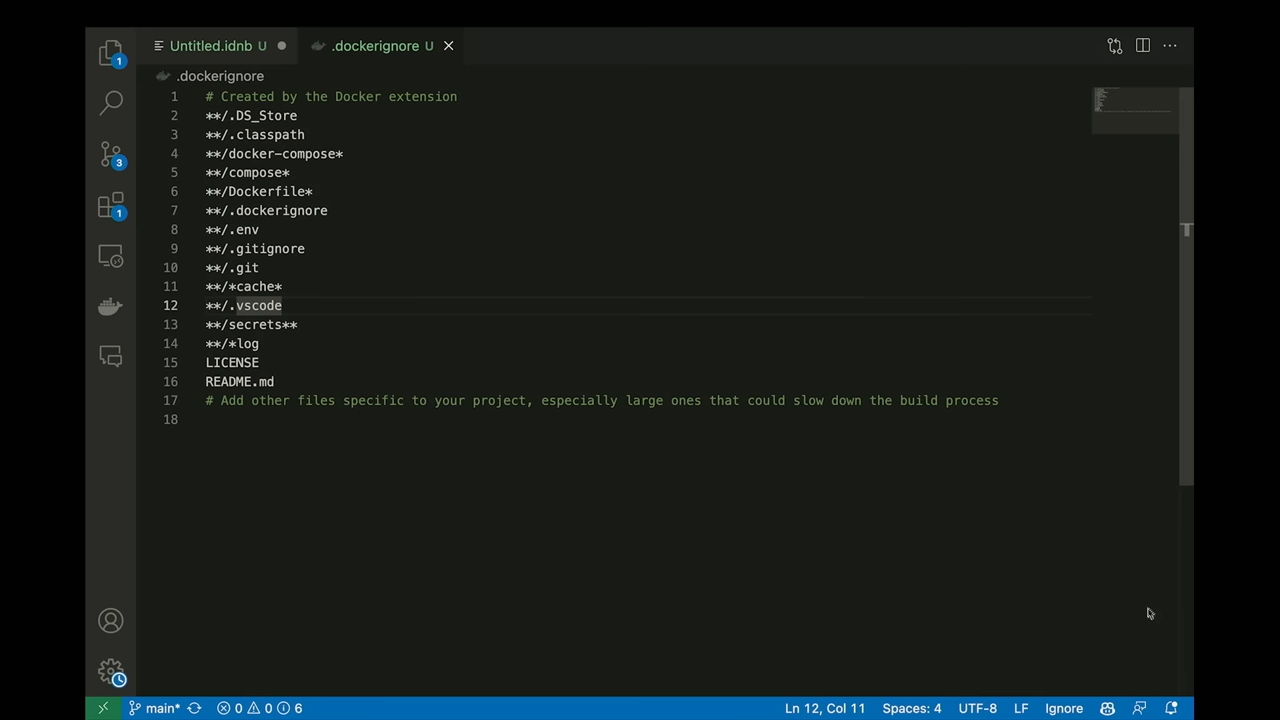 Untitled.idnb U
.dockerignore U
.dockerignore
1 # Created by the Docker extension
2 **/.DS_Store
3 **/.classpath
4 **/docker-compose*
5 **/compose*
6 **/Dockerfile*
7 **/.dockerignore
8 **/.env
9 **/.gitignore
10 **/.git
11 **/*cache*
12 **/.vscode
13 **/secrets**
14 **/*log
15 LICENSE
16 README.md
17 # Add other files specific to your project, especially large ones that could slow down the build process
18
1
3
1
main* 0 0 6 Ln 12, Col 11 Spaces: 4 UTF-8 LF Ignore